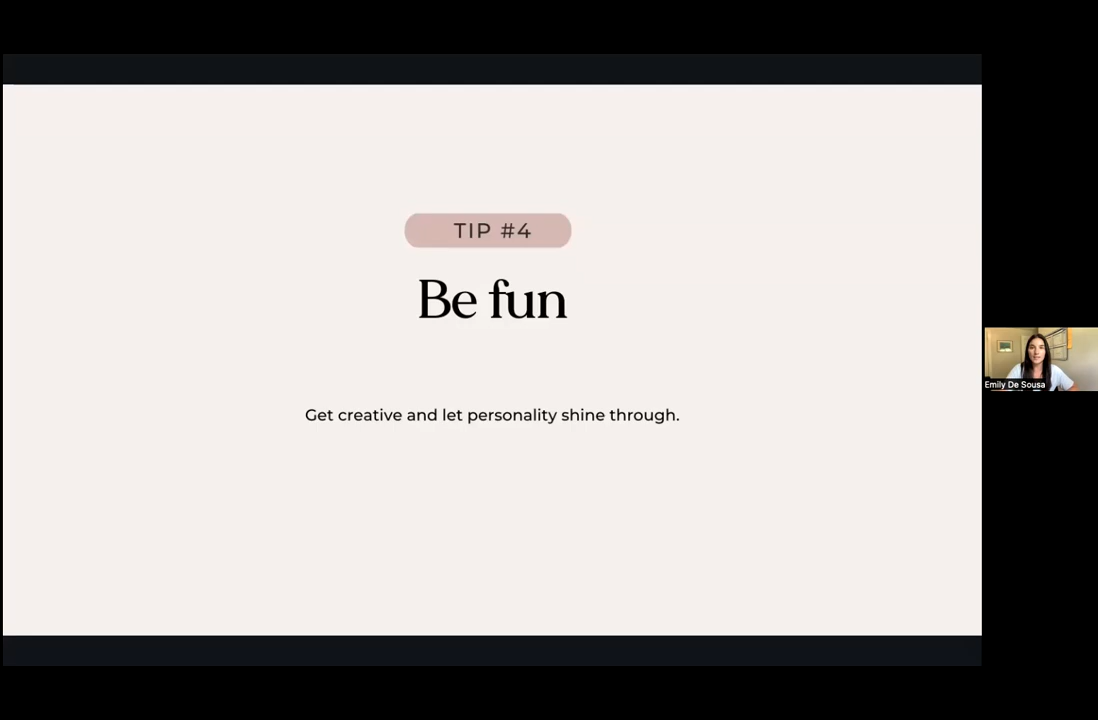 TIP #4
Be fun
Get creative and let personality shine through.
Emily De Sousa